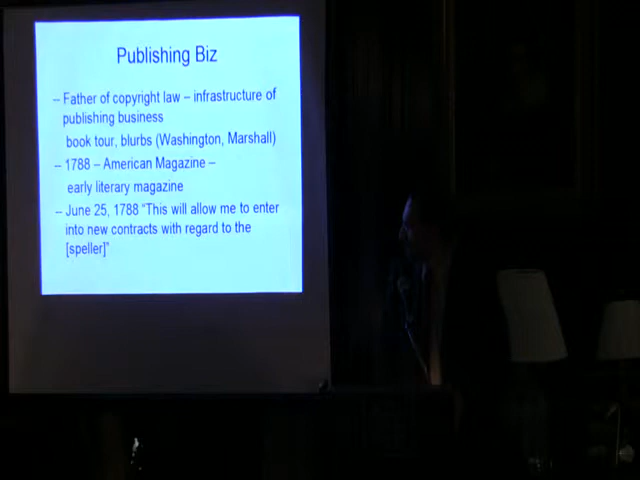 Publishing Biz
– Father of copyright law – infrastructure of
publishing business
book tour, blurbs (Washington, Marshall)
– 1788 – American Magazine –
early literary magazine
– June 25, 1788 “This will allow me to enter
into new contracts with regard to the
[speller]”